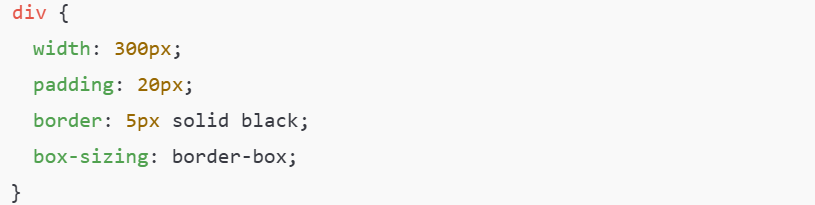 div {
  width: 300px;
  padding: 20px;
  border: 5px solid black;
  box-sizing: border-box;
}